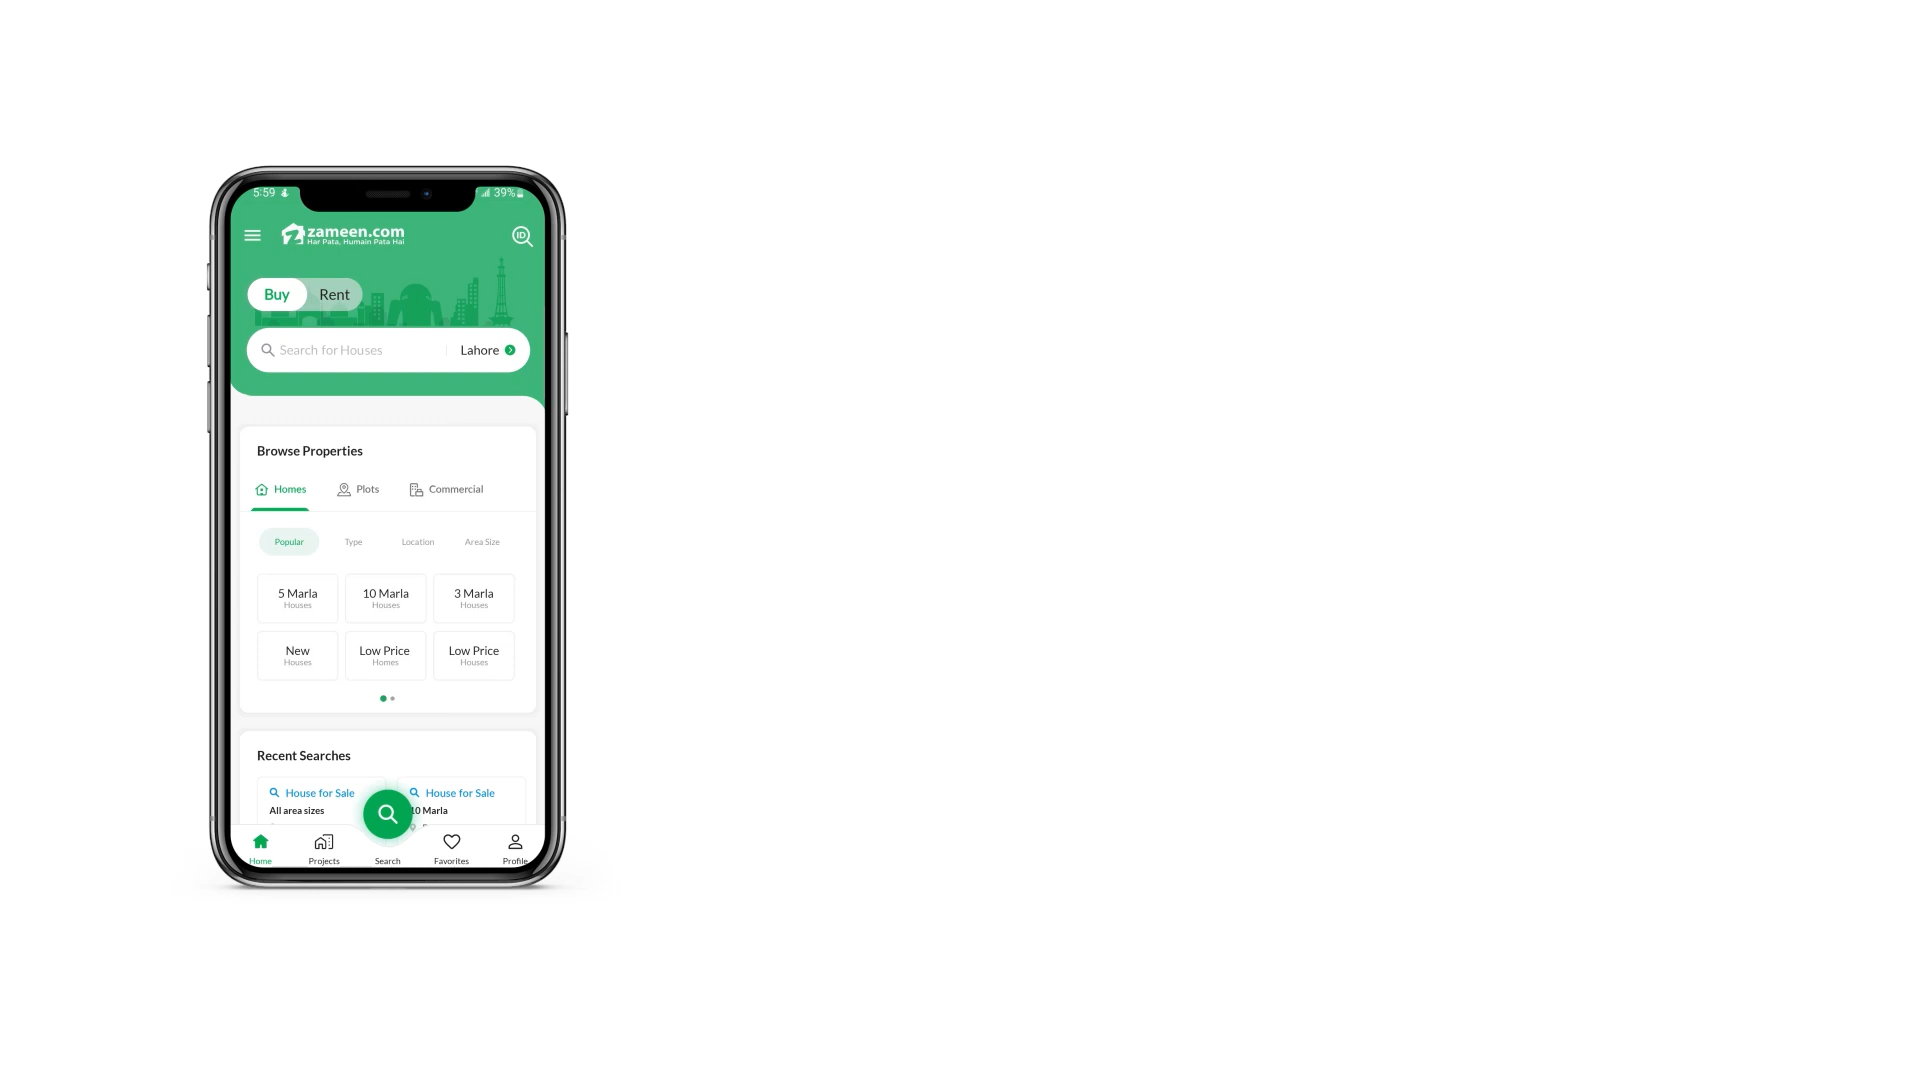 5:59
39%
zameen.com
Har Pata, Humain Pata Hai
ID
Buy Rent
Search for Houses Lahore
Browse Properties
Homes Plots Commercial
Popular Type Location Area Size
5 Marla 10 Marla 3 Marla
Houses Houses Houses
New Low Price Low Price
Houses Homes Houses
Recent Searches
House for Sale House for Sale
All area sizes 10 Marla
Home Projects Search Favorites Profile